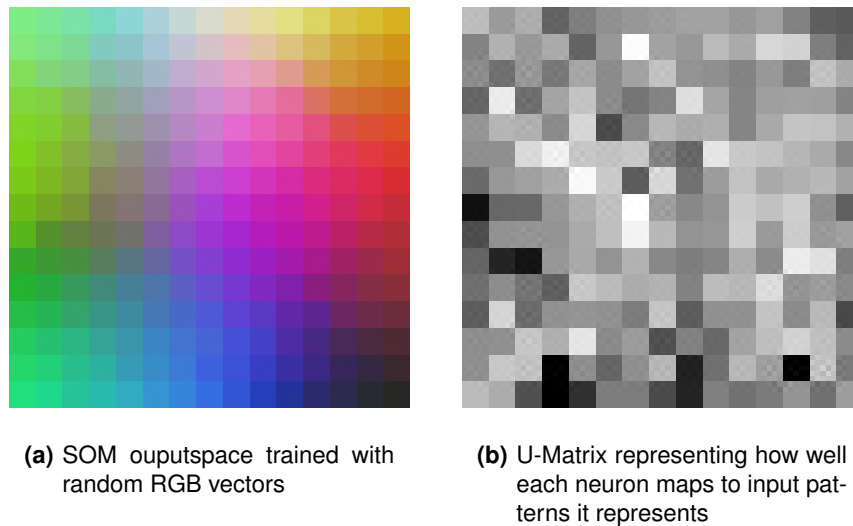 (a) SOM ouputspace trained with
random RGB vectors
(b) U-Matrix representing how well
each neuron maps to input pat-
terns it represents